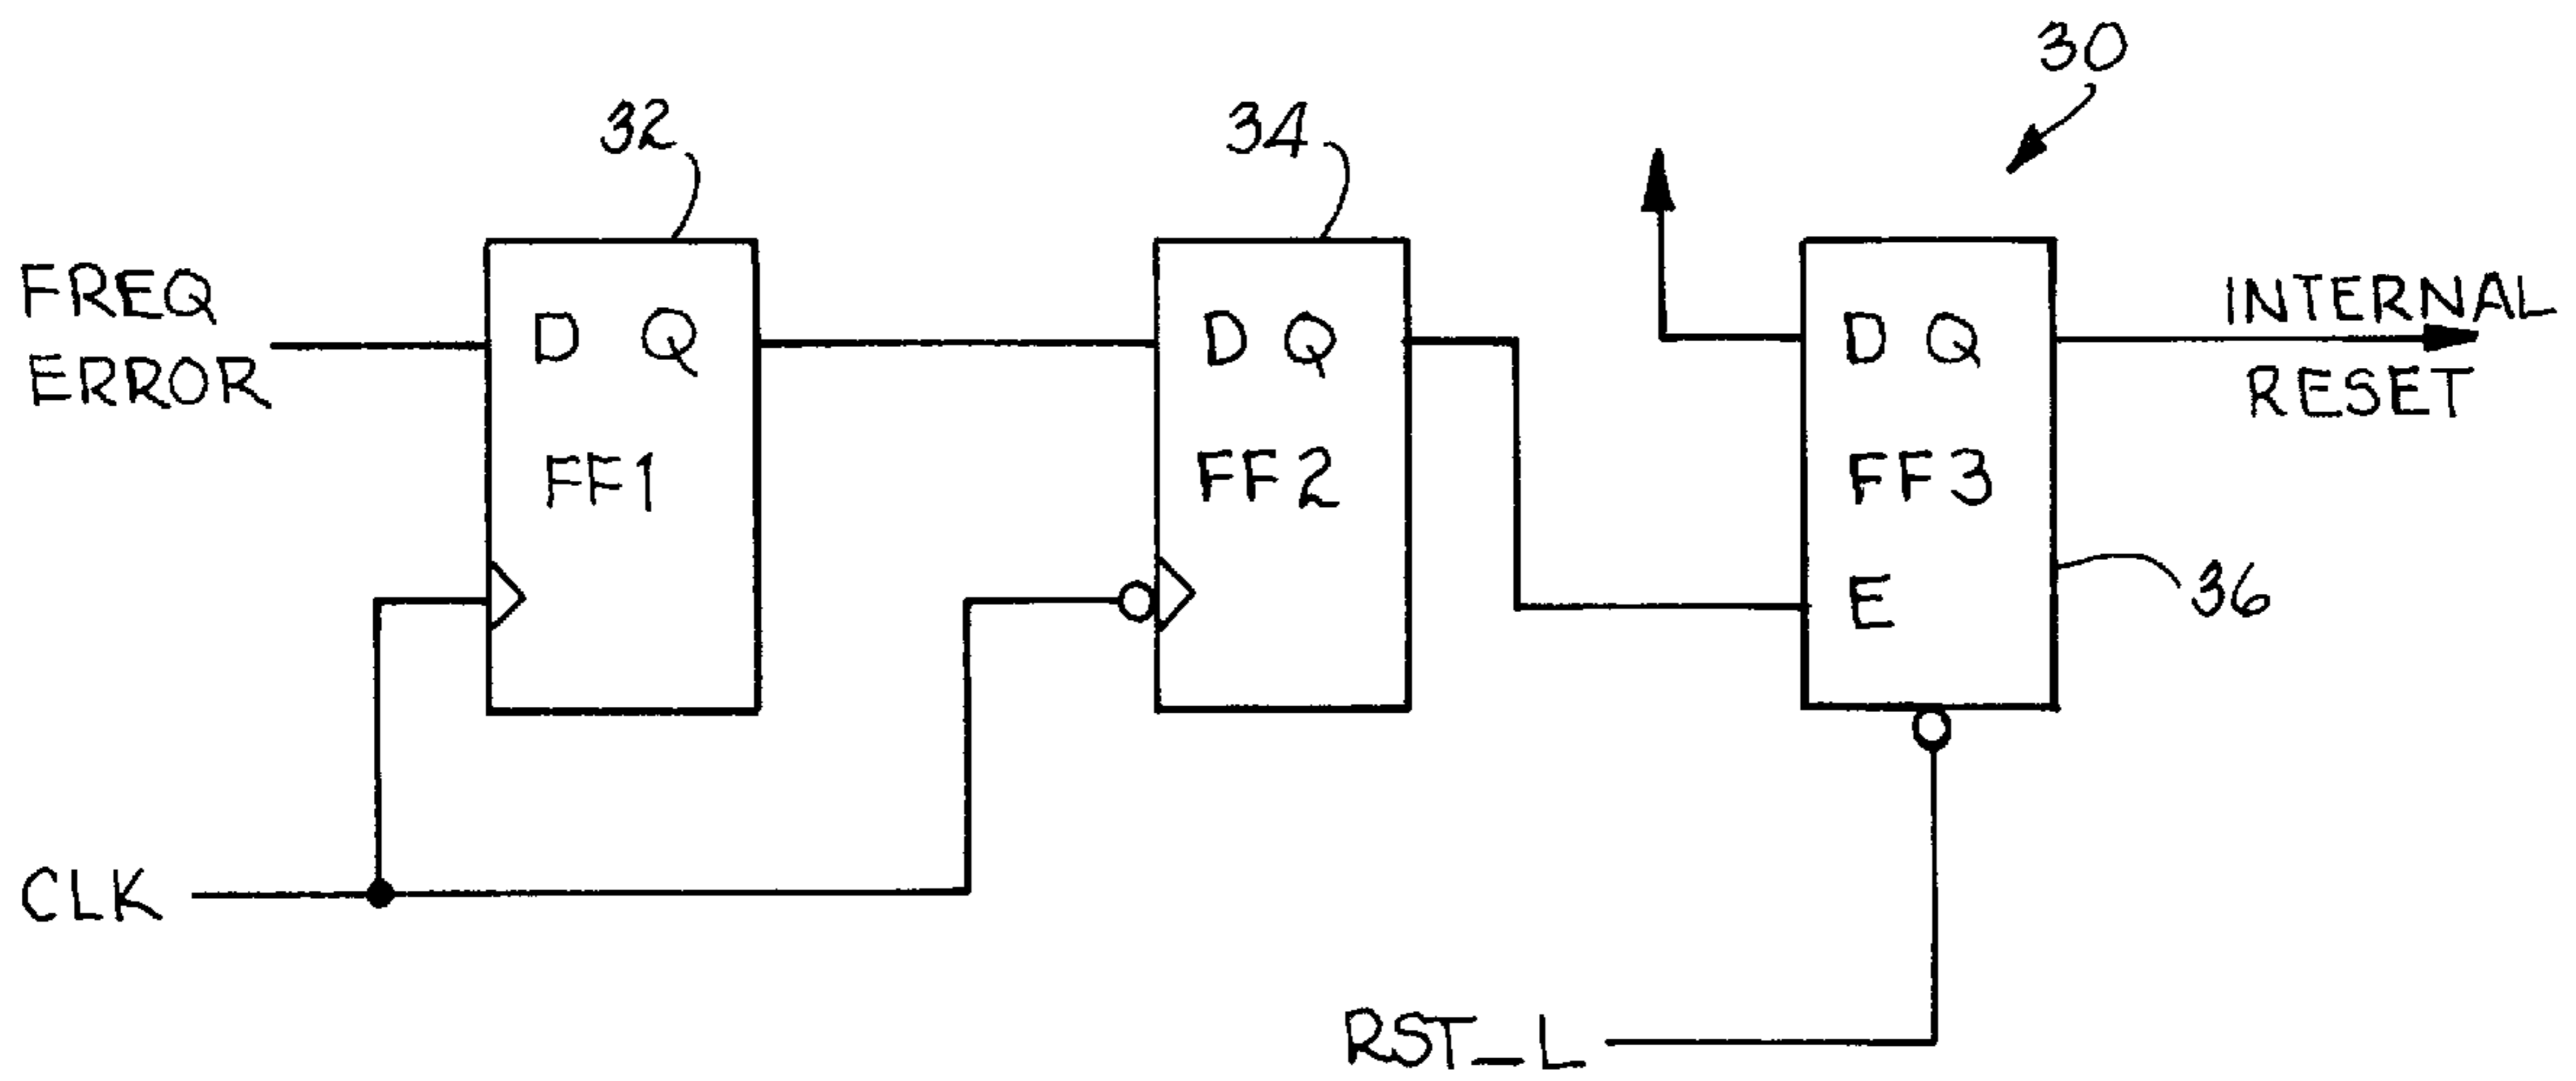 30
32
34
FREQ
ERROR
D Q
FF1
D Q
FF2
D Q
FF3
E
INTERNAL
RESET
36
CLK
RST_L